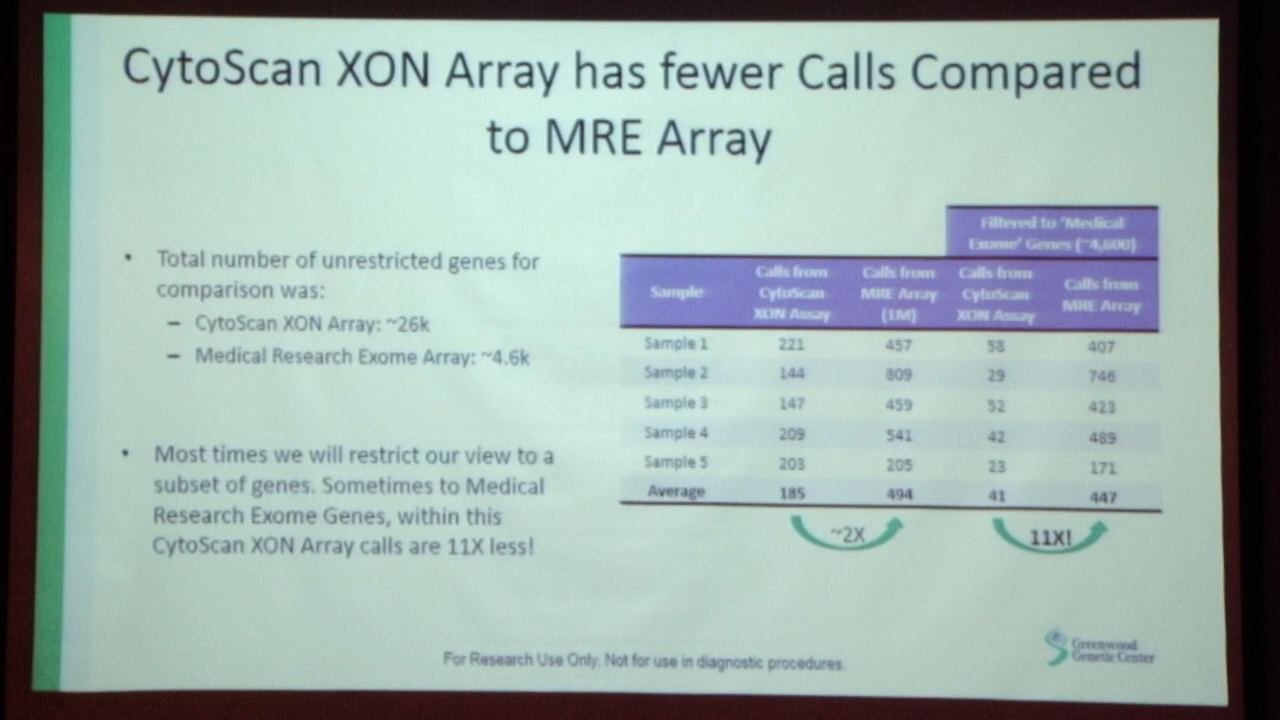 CytoScan XON Array has fewer Calls Compared
to MRE Array
• Total number of unrestricted genes for
comparison was:
– CytoScan XON Array: ~26k
– Medical Research Exome Array: ~4.6k
• Most times we will restrict our view to a
subset of genes. Sometimes to Medical
Research Exome Genes, within this
CytoScan XON Array calls are 11X less!
Filtered to 'Medical
Exome' Genes (~4,600)
Sample | Calls from CytoScan XON Assay | Calls from MRE Array (1M) | Calls from CytoScan XON Assay | Calls from MRE Array
Sample 1 221 457 58 407
Sample 2 144 809 29 746
Sample 3 147 459 52 423
Sample 4 209 541 42 489
Sample 5 203 205 23 171
Average 185 494 41 447
~2X 11X!
For Research Use Only. Not for use in diagnostic procedures.
Greenwood
Genetic Center